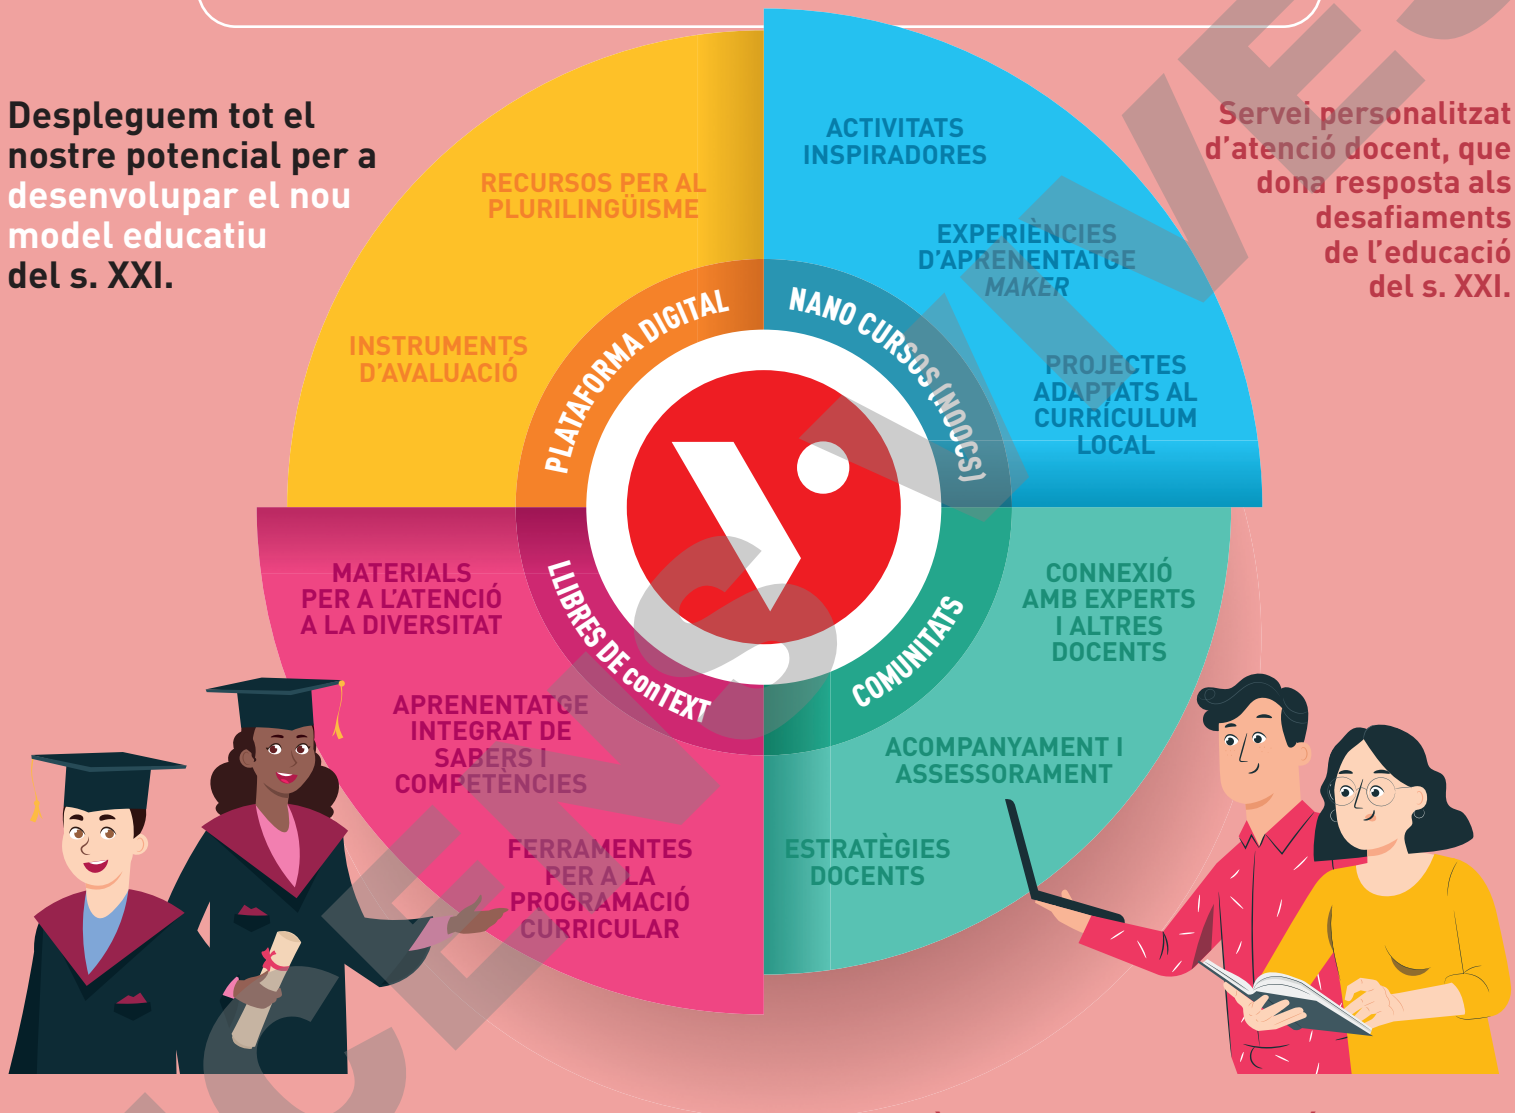 Despleguem tot el
nostre potencial per a
desenvolupar el nou
model educatiu
del s. XXI.
Servei personalitzat
d'atenció docent, que
dona resposta als
desafiaments
de l'educació
del s. XXI.
RECURSOS PER AL
PLURILINGÜISME
INSTRUMENTS
D'AVALUACIÓ
PLATAFORMA DIGITAL
ACTIVITATS
INSPIRADORES
EXPERIÈNCIES
D'APRENENTATGE
MAKER
PROJECTES
ADAPTATS AL
CURRÍCULUM
LOCAL
NANO CURSOS (NOOCS)
MATERIALS
PER A L'ATENCIÓ
A LA DIVERSITAT
APRENENTATGE
INTEGRAT DE
SABERS I
COMPETÈNCIES
FERRAMENTES
PER A LA
PROGRAMACIÓ
CURRICULAR
LLIBRES DE conTEXT
CONNEXIÓ
AMB EXPERTS
I ALTRES
DOCENTS
ACOMPANYAMENT I
ASSESSORAMENT
ESTRATÈGIES
DOCENTS
COMUNITATS